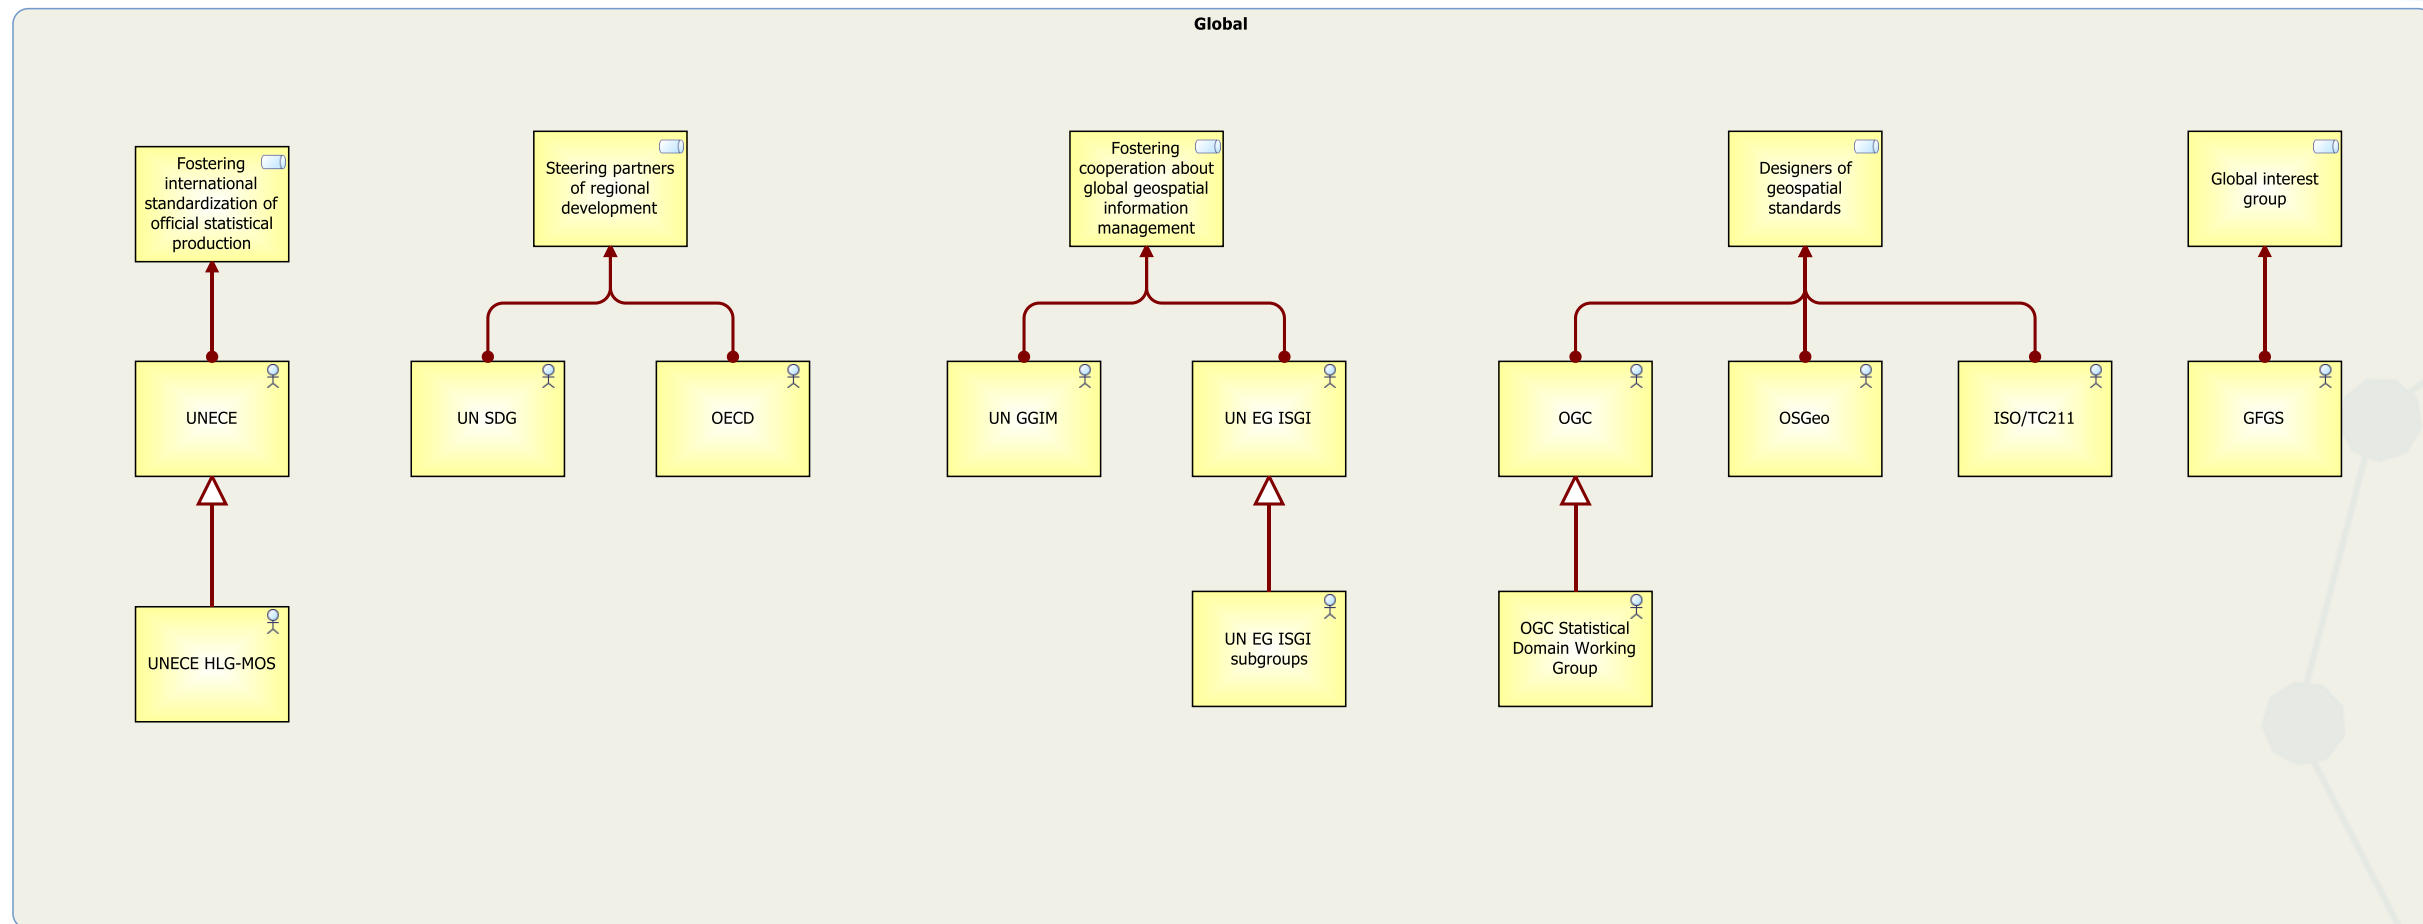 Global
Fostering
international
standardization of
official statistical
production
Steering partners
of regional
development
Fostering
cooperation about
global geospatial
information
management
Designers of
geospatial
standards
Global interest
group
UNECE
UN SDG
OECD
UN GGIM
UN EG ISGI
OGC
OSGeo
ISO/TC211
GFGS
UNECE HLG-MOS
UN EG ISGI
subgroups
OGC Statistical
Domain Working
Group